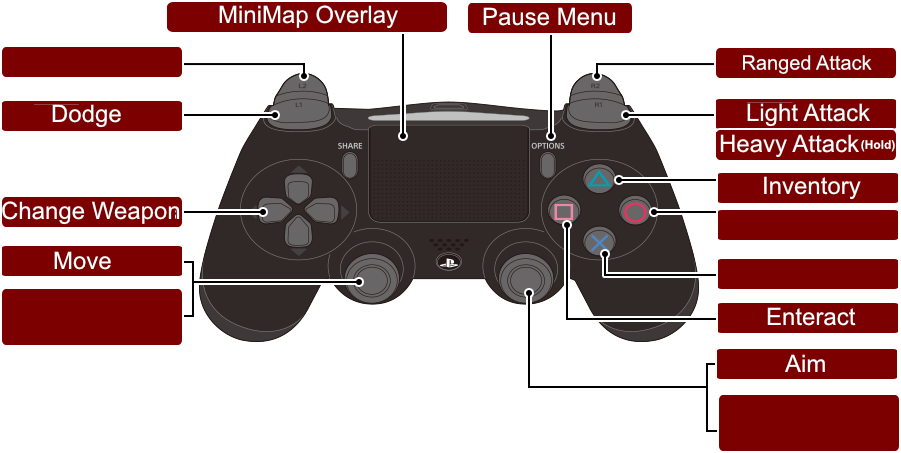 MiniMap Overlay
Pause Menu
Ranged Attack
L2
R2
L1
R1
Dodge
Light Attack
Heavy Attack(Hold)
SHARE
OPTIONS
Inventory
Change Weapon
Move
Enteract
Aim